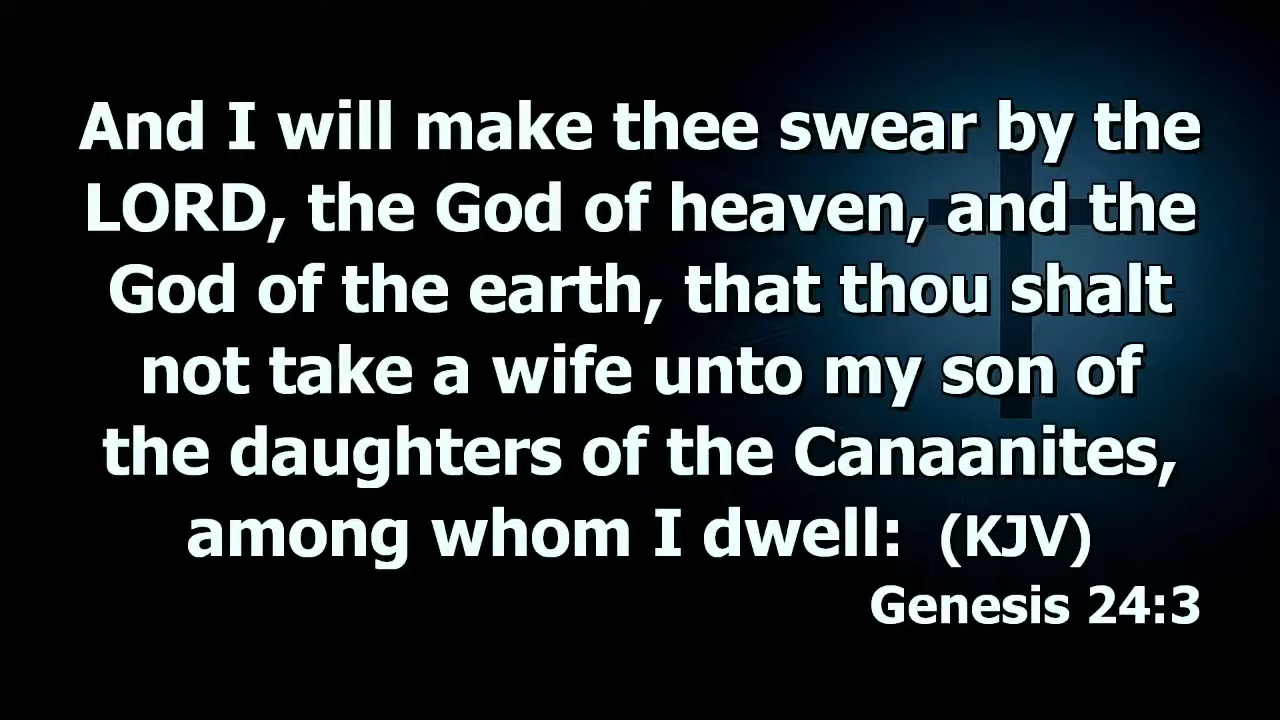 And I will make thee swear by the
LORD, the God of heaven, and the
God of the earth, that thou shalt
not take a wife unto my son of
the daughters of the Canaanites,
among whom I dwell: (KJV)
Genesis 24:3